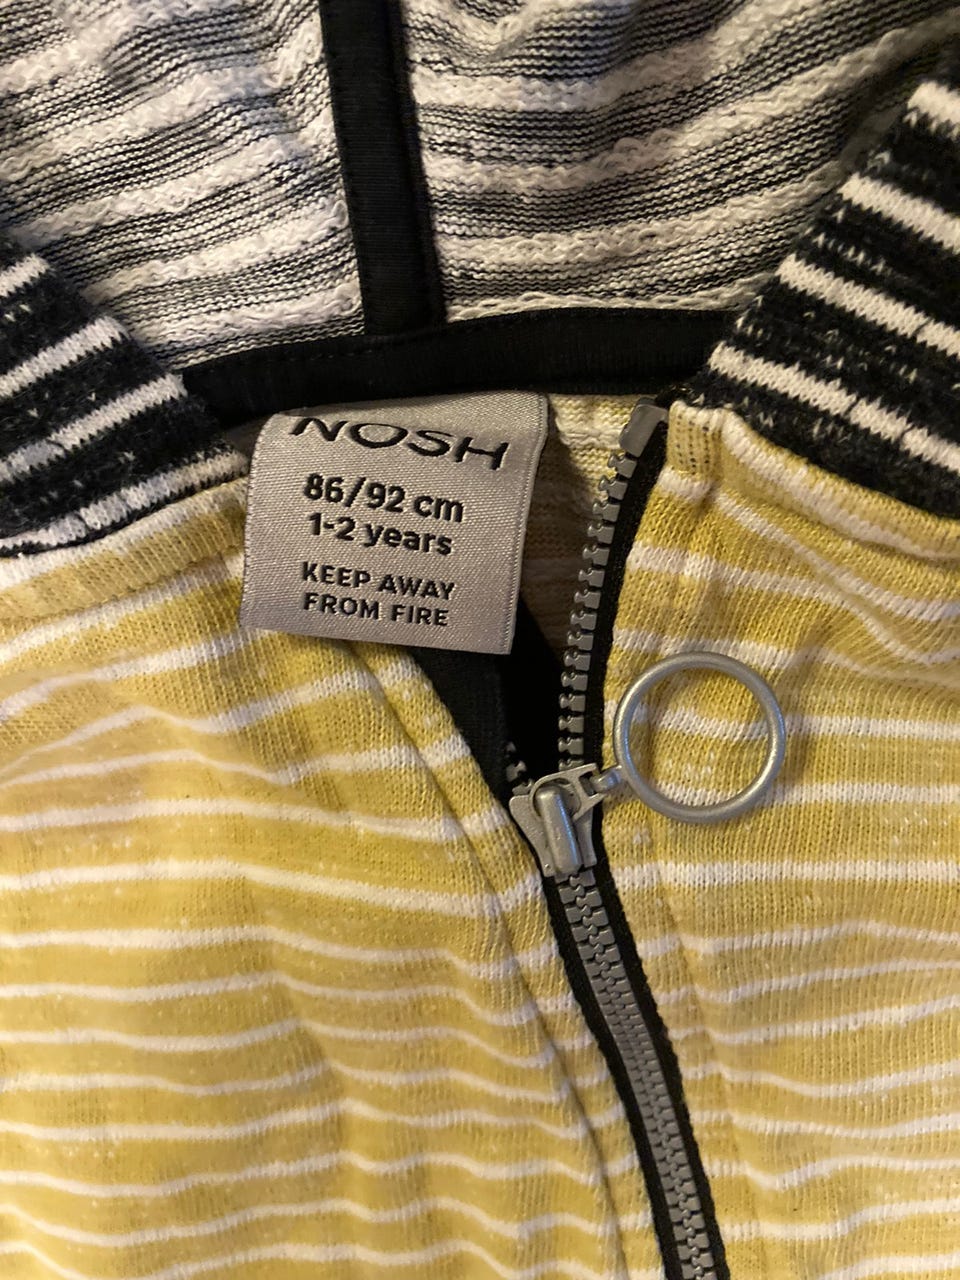 NOSH
86/92 cm
1-2 years
KEEP AWAY
FROM FIRE